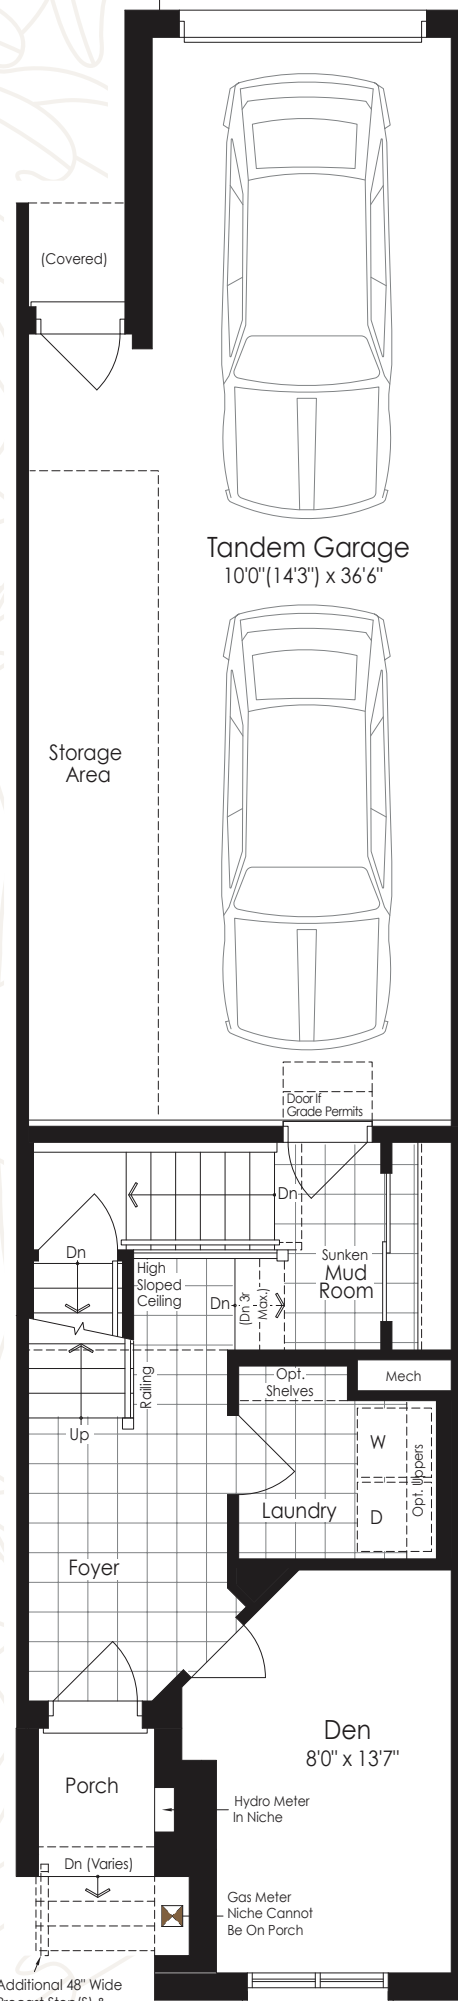 (Covered)
Tandem Garage
10'0"(14'3") x 36'6"
Storage
Area
Door If
Grade Permits
Dn
Dn
Sunken
Mud
Room
High
Sloped
Ceiling
Dn
(Dn 3r
Max.)
Railing
Up
Opt.
Shelves
Mech
W
D
Opt. Uppers
Laundry
Foyer
Den
8'0" x 13'7"
Porch
Hydro Meter
In Niche
Dn (Varies)
Gas Meter
Niche Cannot
Be On Porch
Additional 48" Wide
Precast Step(s) &